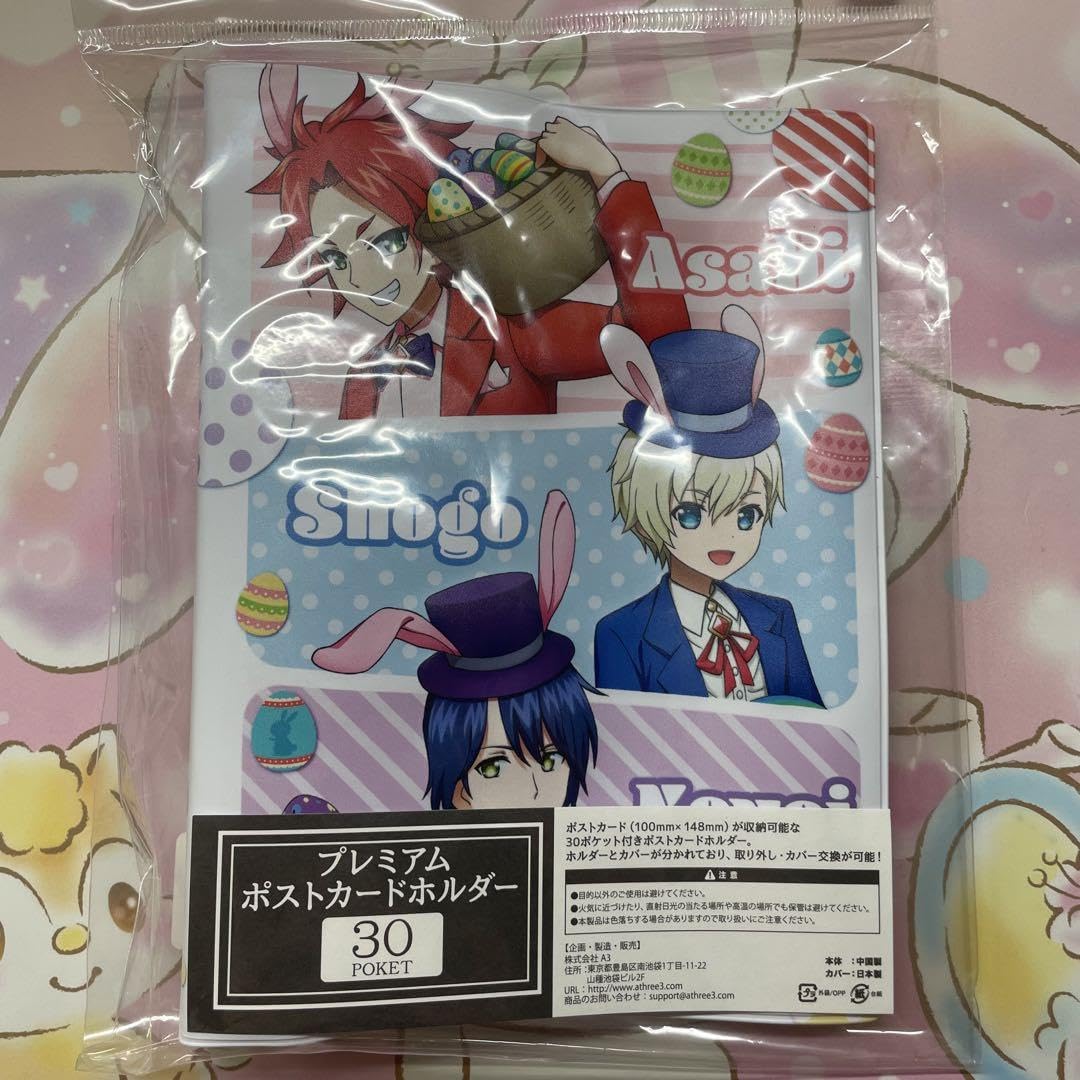 Asahi
Shogo
プレミアム
ポストカードホルダー
30
POKET
ポストカード（100mm×148mm）が収納可能な
30ポケット付きポストカードホルダー。
ホルダーとカバーが分かれており、取り外し・カバー交換が可能！
注意
●目的以外のご使用は避けてください。
●火気に近づけたり、直射日光の当たる場所や高温の場所でも保管は避けてください。
●本製品は色落ちする場合がありますので取り扱いにご注意ください。
【企画・製造・販売】
株式会社 A3
住所：東京都豊島区南池袋1丁目-11-22
山種池袋ビル2F
URL：http://www.athree3.com
商品のお問い合わせ：support@athree3.com
本体 ：中国製
カバー：日本製
プラ 外袋/OPP 紙 台紙